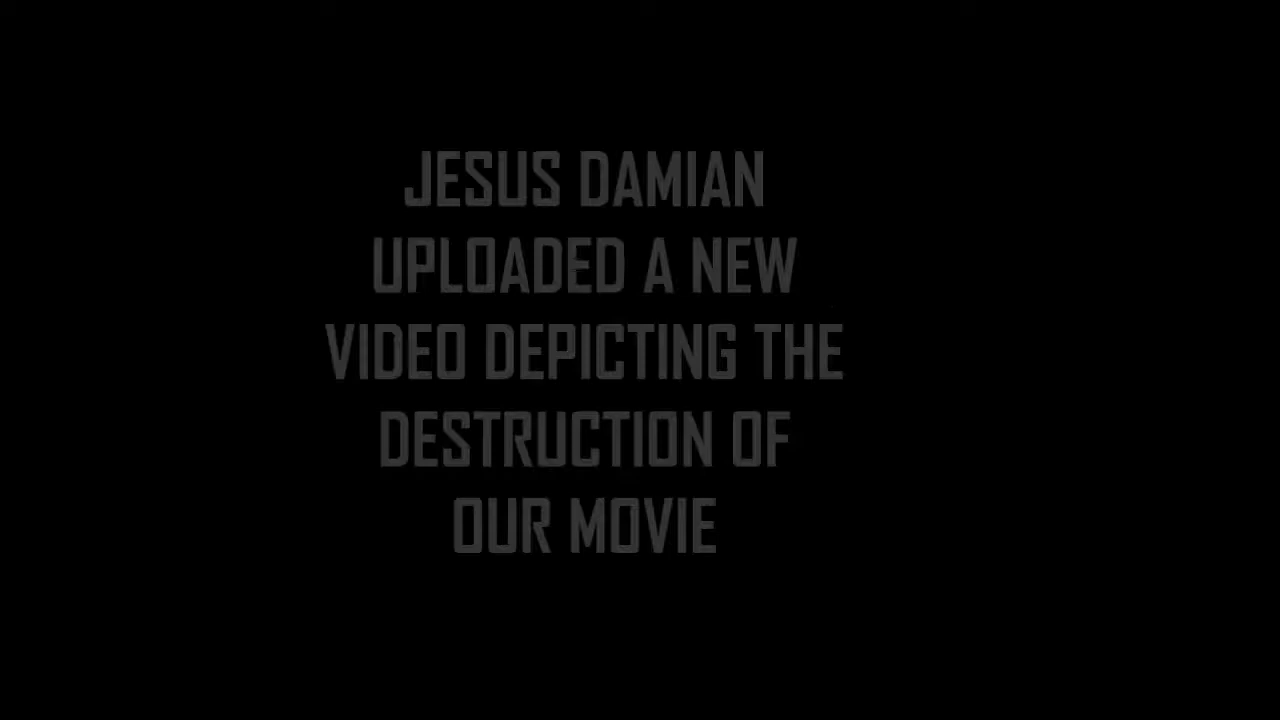 JESUS DAMIAN
UPLOADED A NEW
VIDEO DEPICTING THE
DESTRUCTION OF
OUR MOVIE